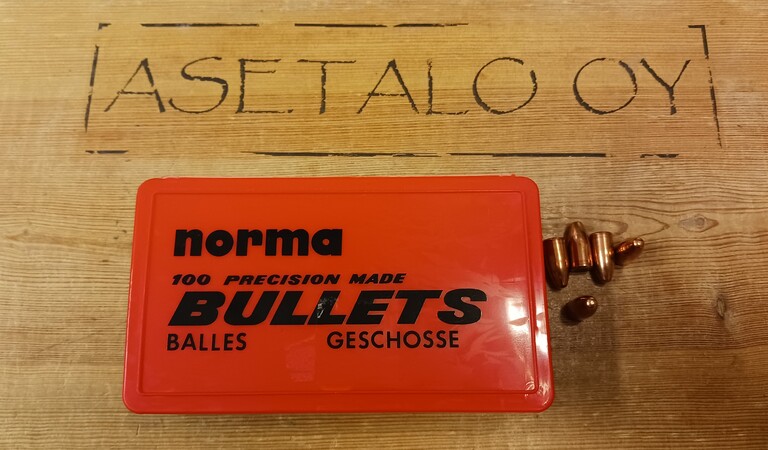 ASETALO OY
norma
100 PRECISION MADE
BULLETS
BALLES GESCHOSSE